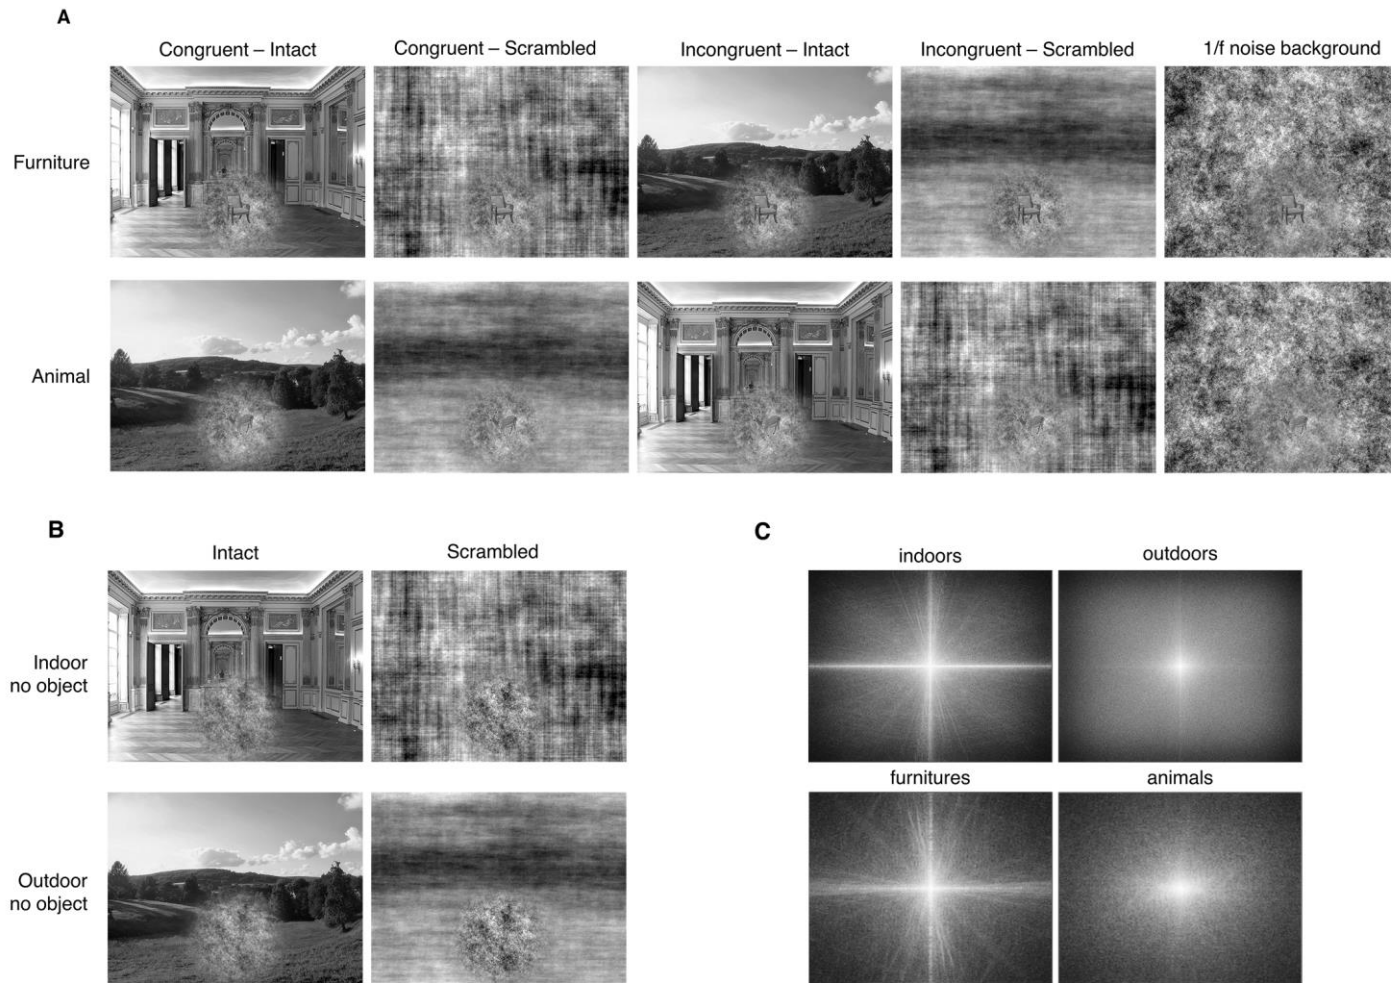 A
Congruent – Intact
Congruent – Scrambled
Incongruent – Intact
Incongruent – Scrambled
1/f noise background
Furniture
Animal
B
Intact
Scrambled
Indoor
no object
Outdoor
no object
C
indoors
outdoors
furnitures
animals